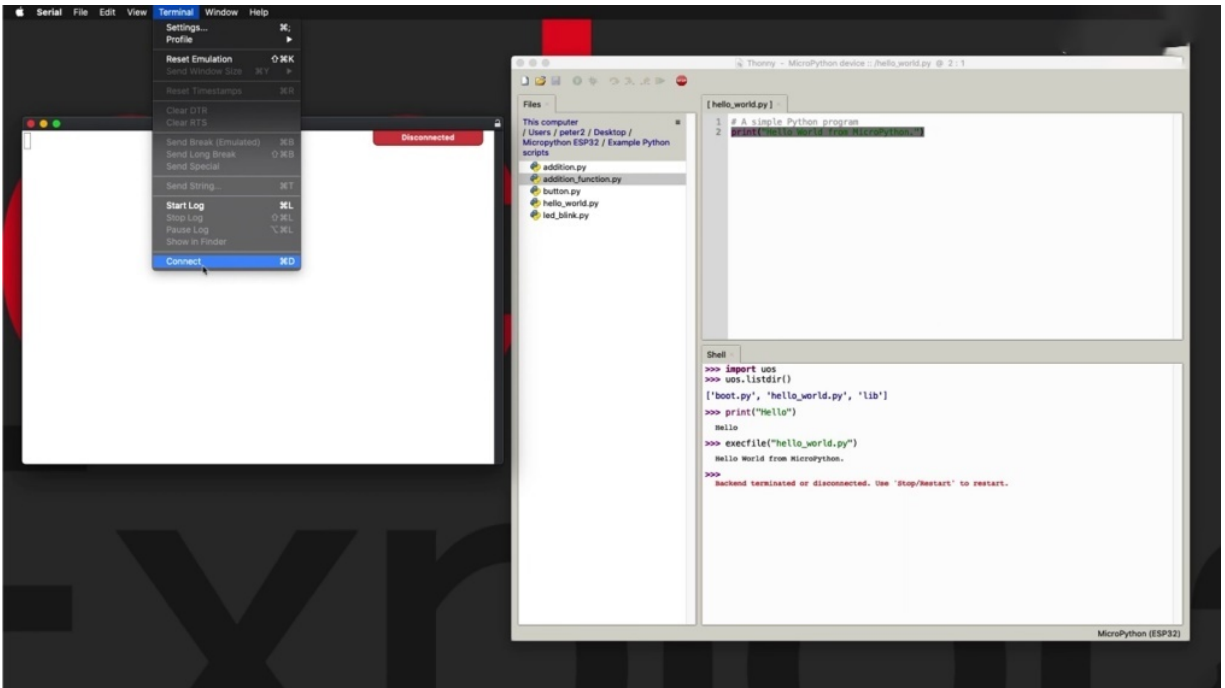 Serial File Edit View Terminal Window Help
Settings... ⌘;
Profile ▶
Reset Emulation ⇧⌘K
Send Window Size ⌘Y ▶
Reset Timestamps ⌘R
Clear DTR
Clear RTS
Send Break (Emulated) ⌘B
Send Long Break ⇧⌘B
Send Special
Send String... ⌘T
Start Log ⌘L
Stop Log ⇧⌘L
Pause Log ⌥⌘L
Show in Finder
Connect ⌘D
Disconnected
Thonny - MicroPython device :: /hello_world.py @ 2 : 1
Files
This computer
/ Users / peter2 / Desktop /
Micropython ESP32 / Example Python
scripts
addition.py
addition_function.py
button.py
hello_world.py
led_blink.py
[ hello_world.py ]
1 # A simple Python program
2 print("Hello World from MicroPython.")
Shell
>>> import uos
>>> uos.listdir()
['boot.py', 'hello_world.py', 'lib']
>>> print("Hello")
Hello
>>> execfile("hello_world.py")
Hello World from MicroPython.
>>>
Backend terminated or disconnected. Use 'Stop/Restart' to restart.
MicroPython (ESP32)